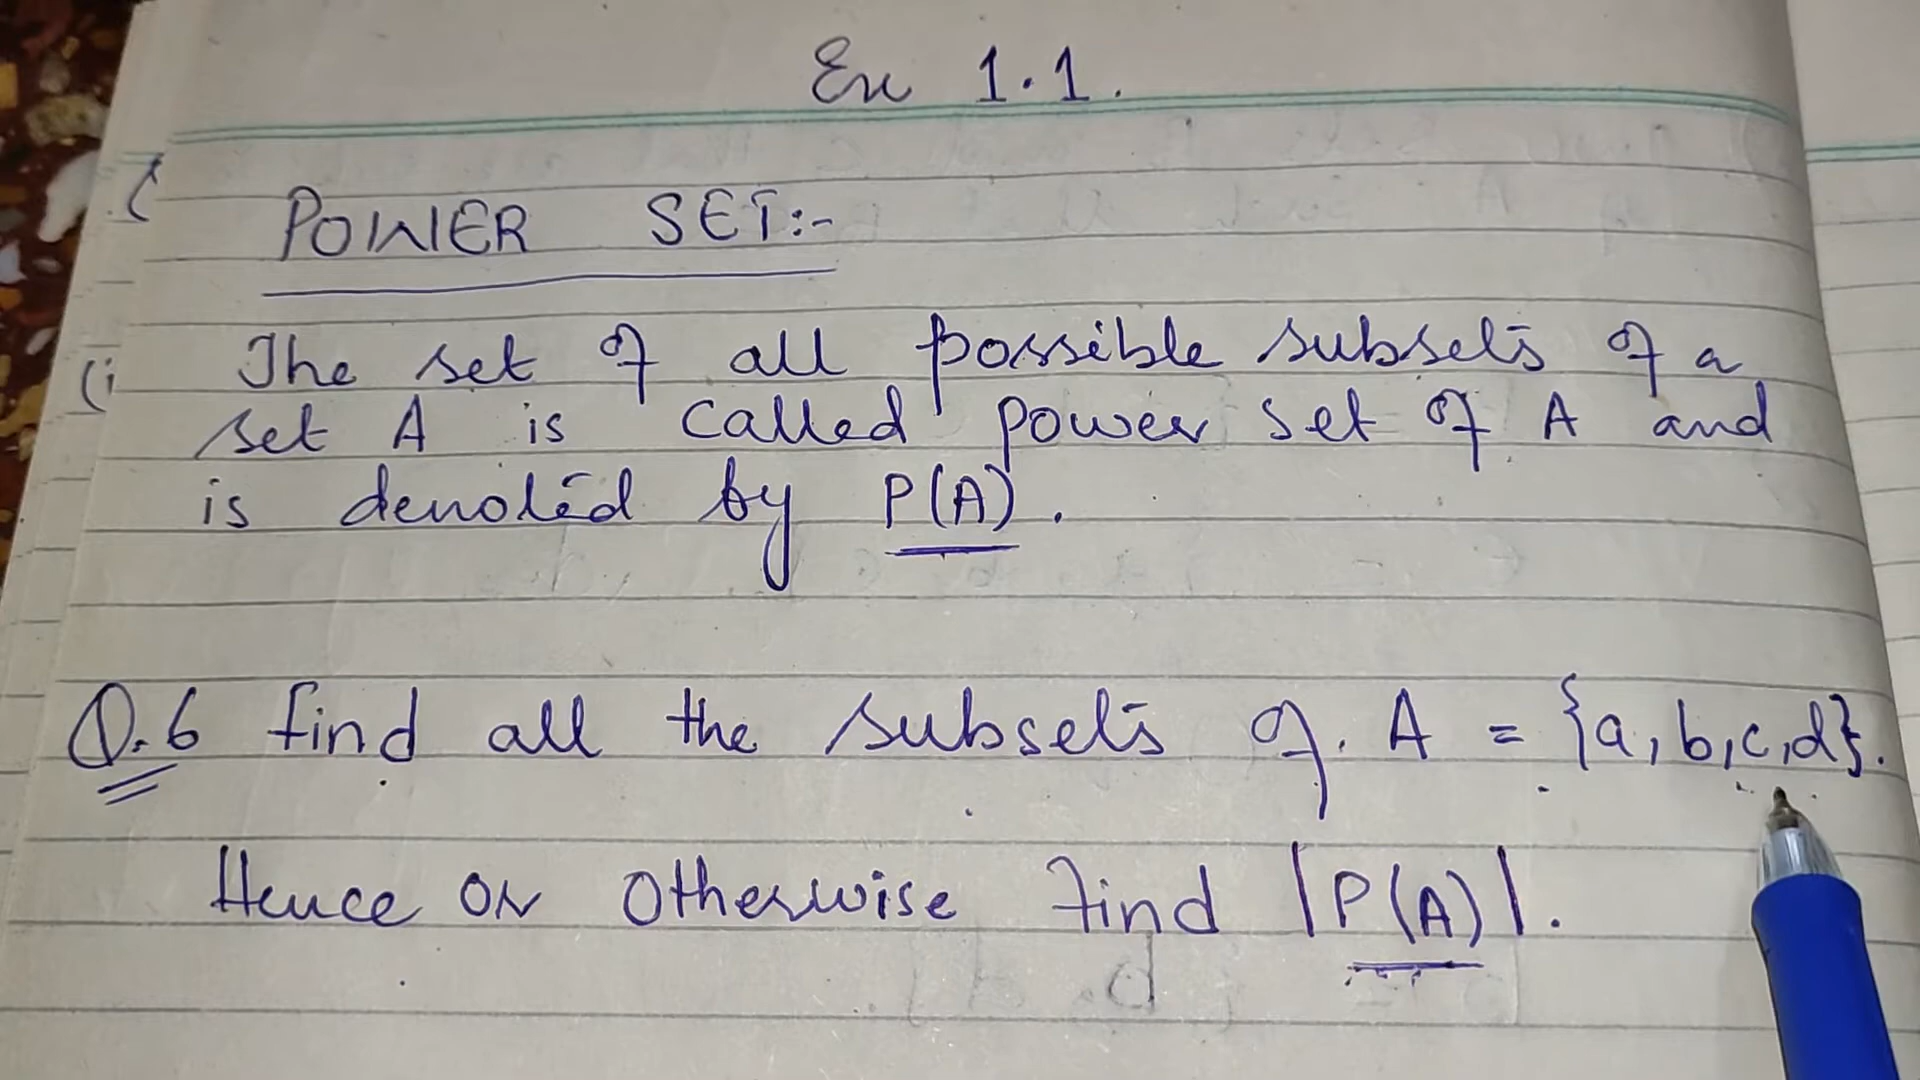 Ex 1.1.
POWER SET:-
The set of all possible subsets of a
set A is called power set of A and
is denoted by P(A).
Q.6 find all the subsets of. A = {a, b, c, d}.
Hence or otherwise find |P(A)|.